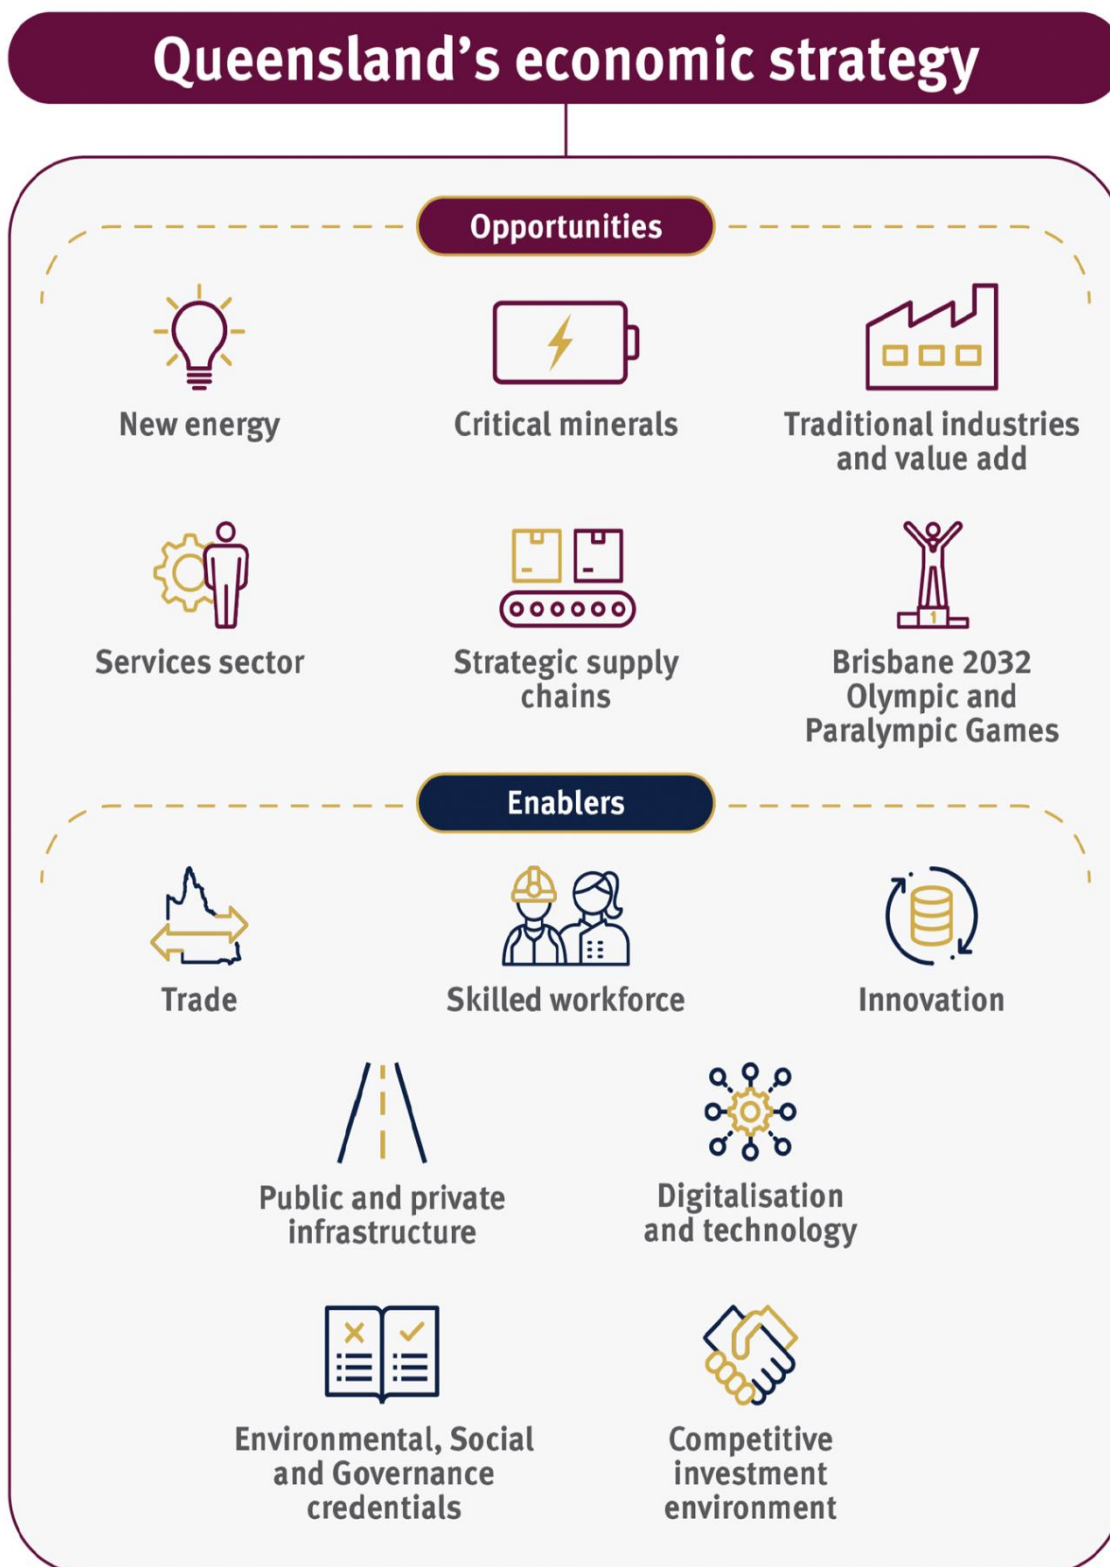 Queensland's economic strategy
Opportunities
New energy
Critical minerals
Traditional industries
and value add
Services sector
Strategic supply
chains
Brisbane 2032
Olympic and
Paralympic Games
1
Enablers
Trade
Skilled workforce
Innovation
Public and private
infrastructure
Digitalisation
and technology
Environmental, Social
and Governance
credentials
Competitive
investment
environment